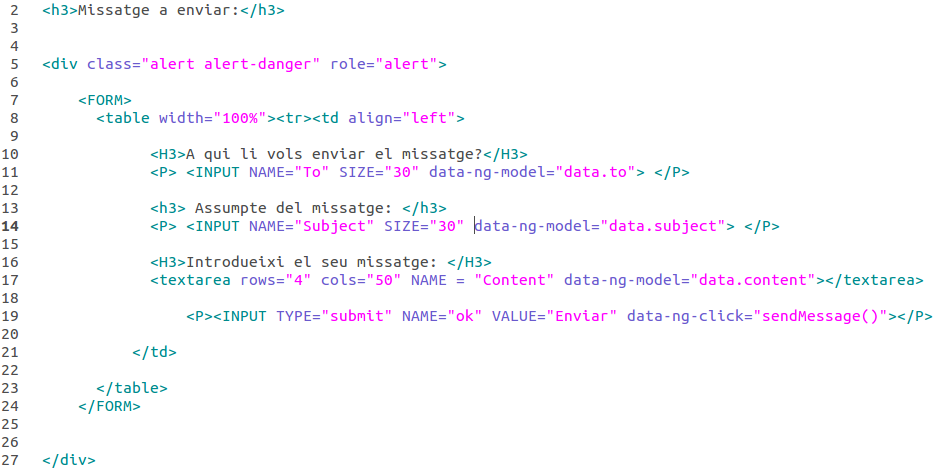 2 <h3>Missatge a enviar:</h3>
3
4
5 <div class="alert alert-danger" role="alert">
6
7 <FORM>
8 <table width="100%"><tr><td align="left">
9
10 <H3>A qui li vols enviar el missatge?</H3>
11 <P> <INPUT NAME="To" SIZE="30" data-ng-model="data.to"> </P>
12
13 <h3> Assumpte del missatge: </h3>
14 <P> <INPUT NAME="Subject" SIZE="30" data-ng-model="data.subject"> </P>
15
16 <H3>Introdueixi el seu missatge: </H3>
17 <textarea rows="4" cols="50" NAME = "Content" data-ng-model="data.content"></textarea>
18
19 <P><INPUT TYPE="submit" NAME="ok" VALUE="Enviar" data-ng-click="sendMessage()"></P>
20
21 </td>
22
23 </table>
24 </FORM>
25
26
27 </div>